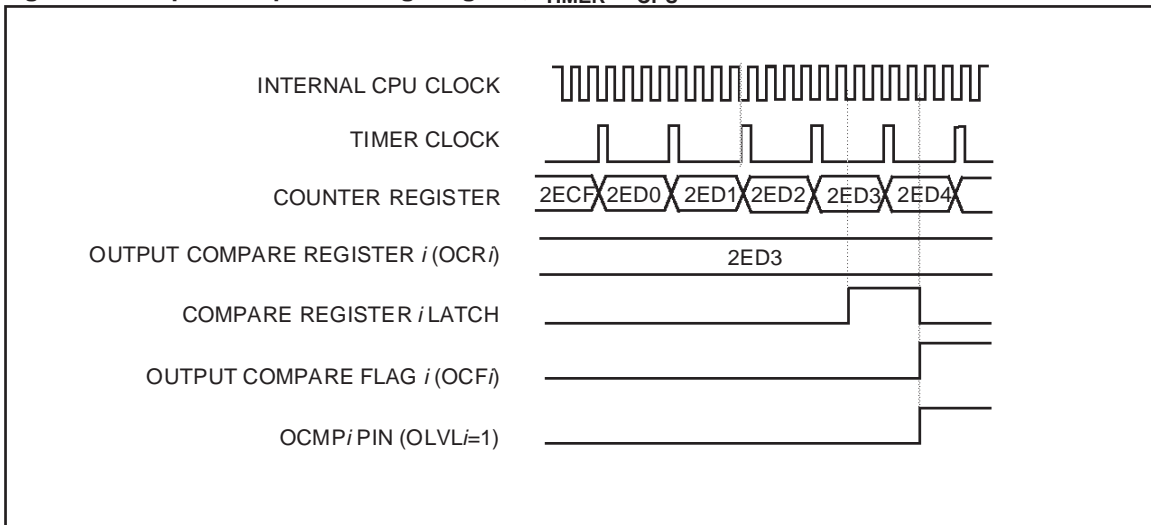 TIMER
INTERNAL CPU CLOCK
TIMER CLOCK
COUNTER REGISTER 2ECF 2ED0 2ED1 2ED2 2ED3 2ED4
OUTPUT COMPARE REGISTER i (OCRi) 2ED3
COMPARE REGISTER i LATCH
OUTPUT COMPARE FLAG i (OCFi)
OCMPi PIN (OLVLi=1)